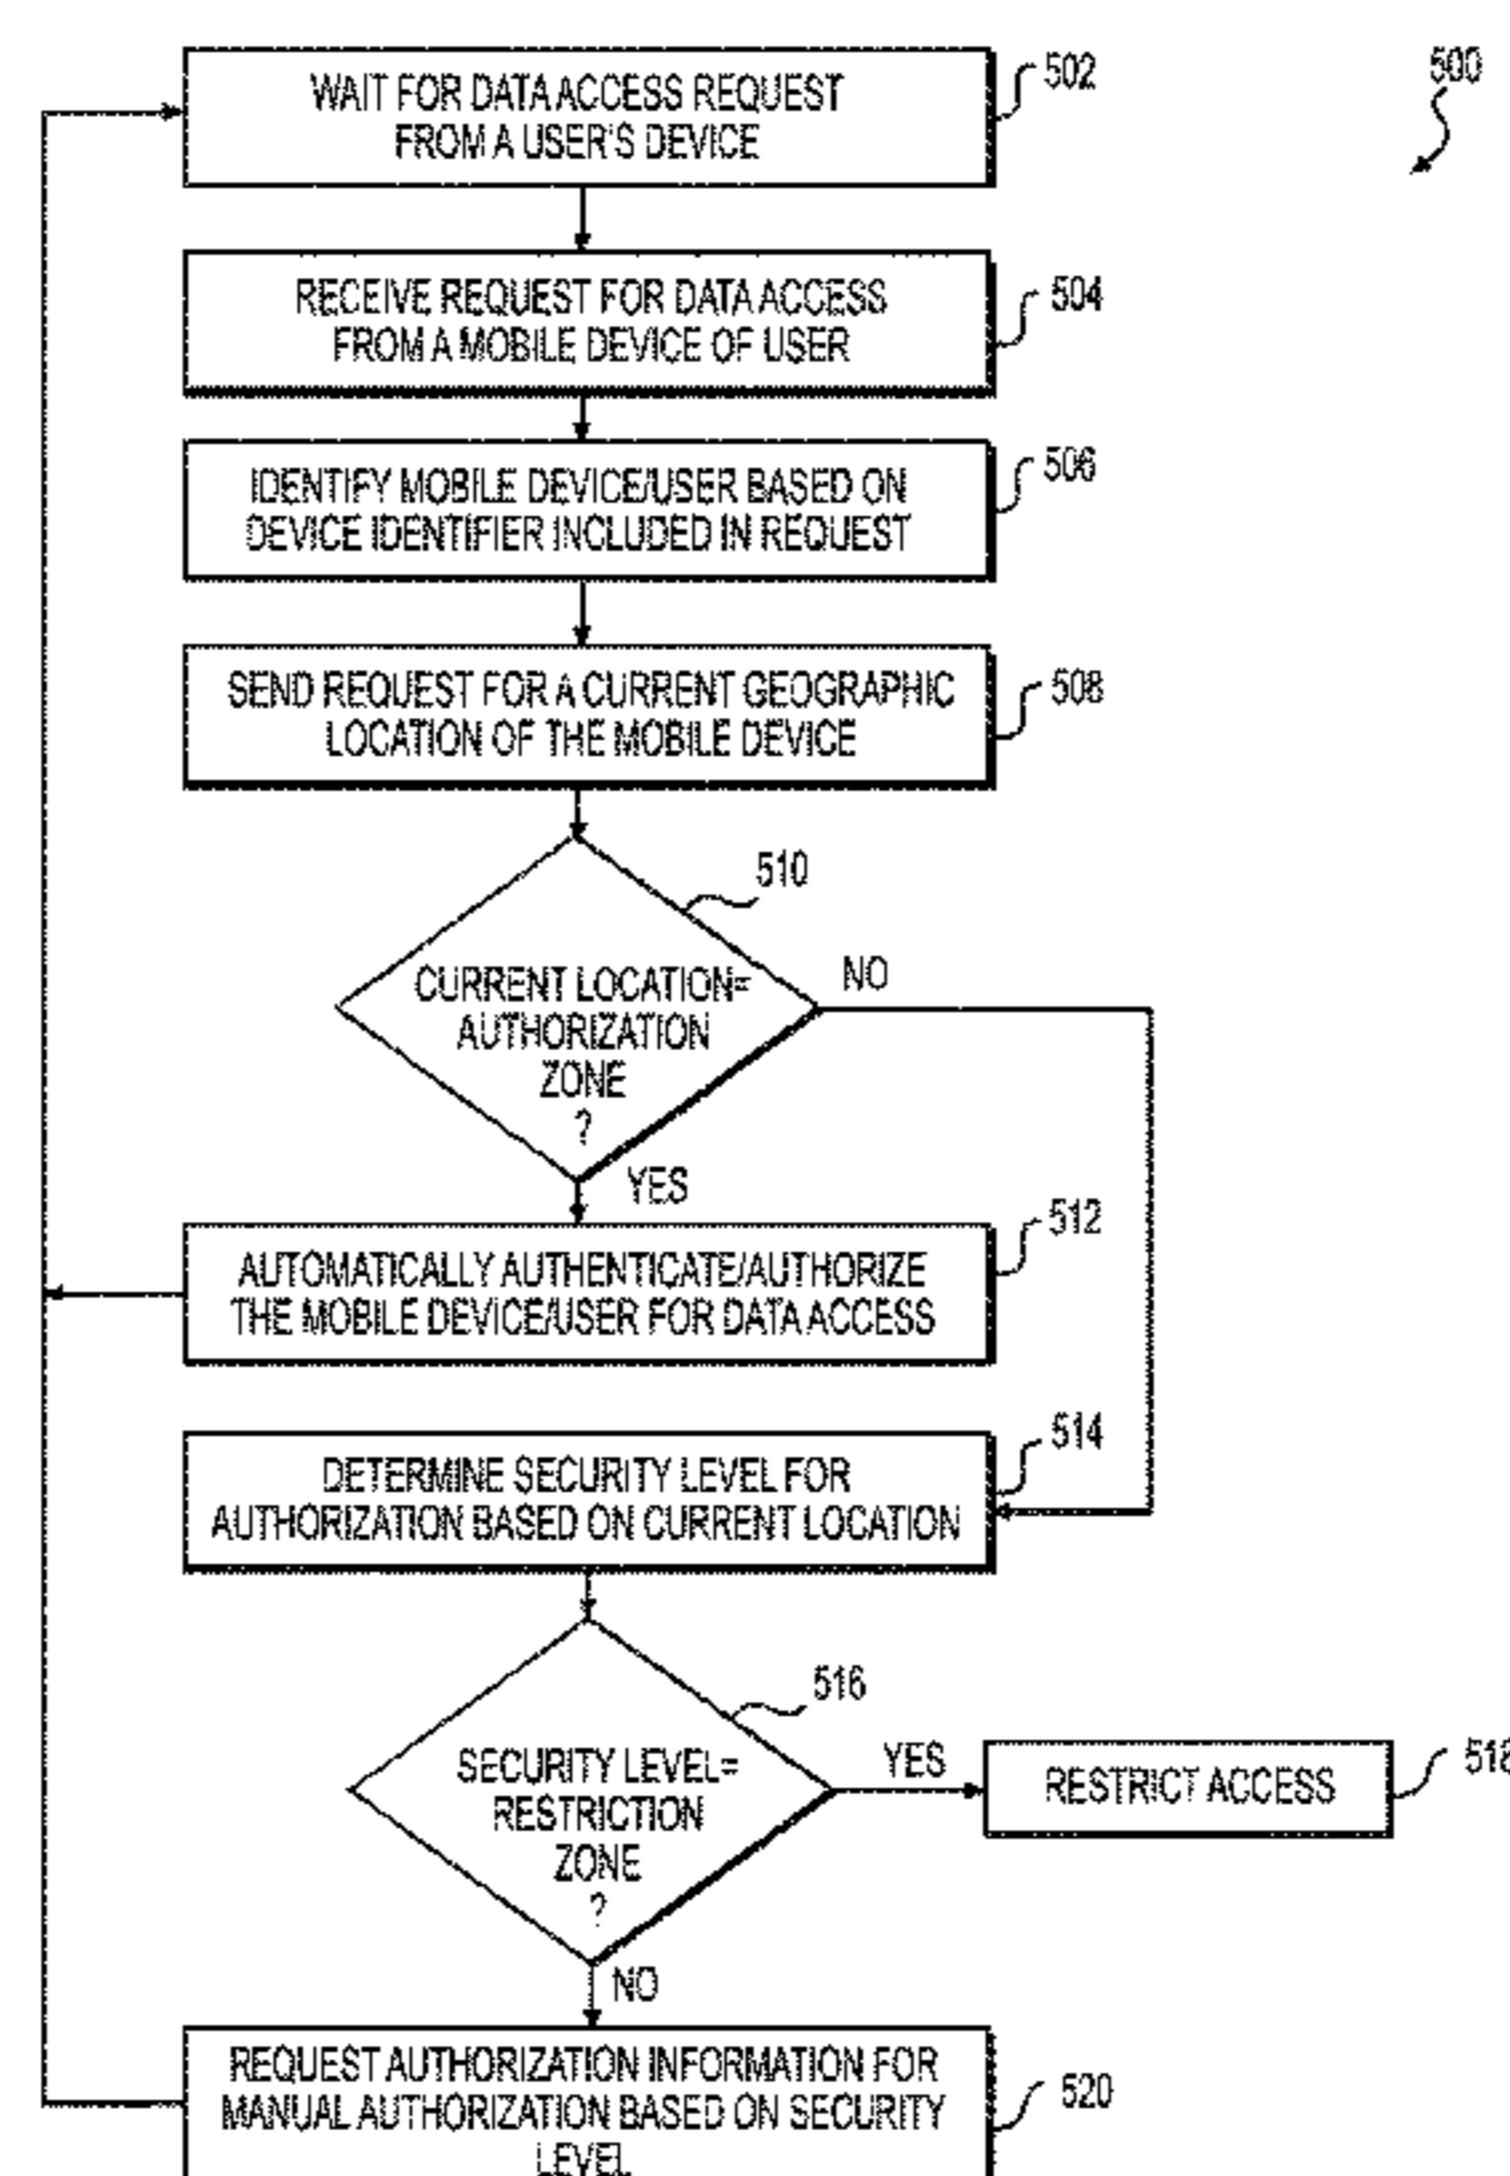 500
WAIT FOR DATA ACCESS REQUEST
FROM A USER'S DEVICE
502
RECEIVE REQUEST FOR DATA ACCESS
FROM A MOBILE DEVICE OF USER
504
IDENTIFY MOBILE DEVICE/USER BASED ON
DEVICE IDENTIFIER INCLUDED IN REQUEST
506
SEND REQUEST FOR A CURRENT GEOGRAPHIC
LOCATION OF THE MOBILE DEVICE
508
510
CURRENT LOCATION=
AUTHORIZATION
ZONE
?
NO
YES
AUTOMATICALLY AUTHENTICATE/AUTHORIZE
THE MOBILE DEVICE/USER FOR DATA ACCESS
512
DETERMINE SECURITY LEVEL FOR
AUTHORIZATION BASED ON CURRENT LOCATION
514
516
SECURITY LEVEL=
RESTRICTION
ZONE
?
YES
RESTRICT ACCESS
518
NO
REQUEST AUTHORIZATION INFORMATION FOR
MANUAL AUTHORIZATION BASED ON SECURITY
LEVEL
520